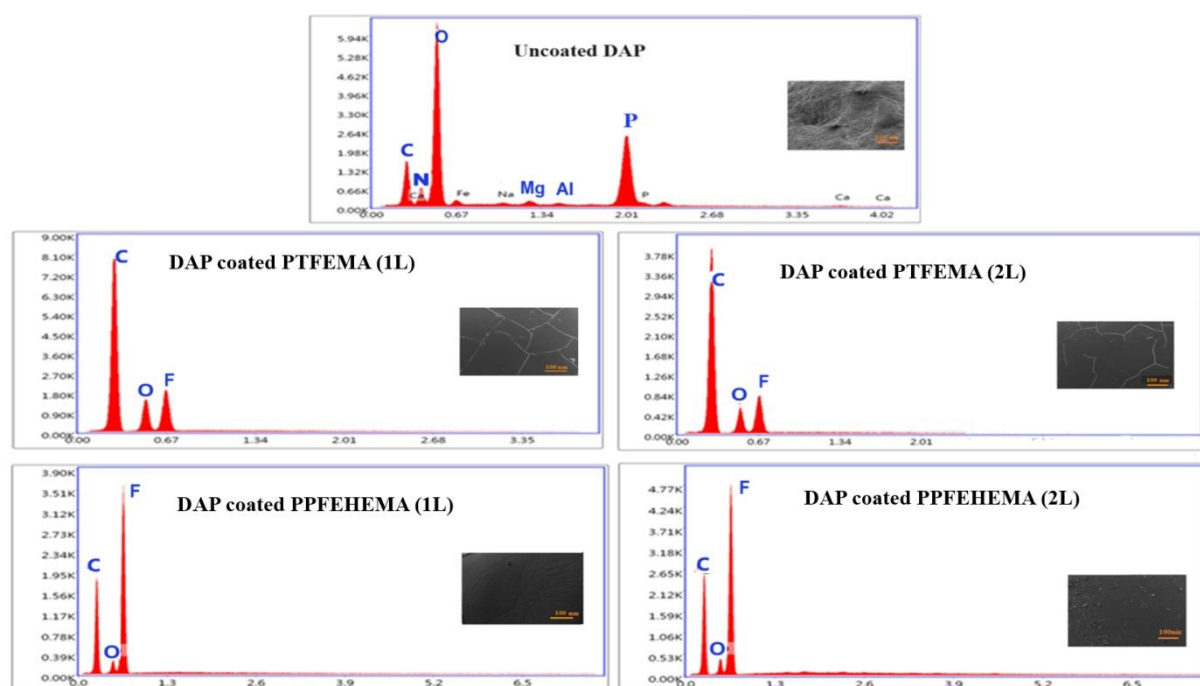 Uncoated DAP
5.94K
5.28K
4.62K
3.96K
3.30K
2.64K
1.98K
1.32K
0.66K
0.00K
C
N
O
Ca
Fe
Na
Mg
Al
P
P
Ca
Ca
0.00 0.67 1.34 2.01 2.68 3.35 4.02
DAP coated PTFEMA (1L)
9.00K
8.10K
7.20K
6.30K
5.40K
4.50K
3.60K
2.70K
1.80K
0.90K
0.00K
C
O
F
100 nm
0.00 0.67 1.34 2.01 2.68 3.35
DAP coated PTFEMA (2L)
3.78K
3.36K
2.94K
2.52K
2.10K
1.68K
1.26K
0.84K
0.42K
0.00K
C
O
F
100 nm
0.00 0.67 1.34 2.01
DAP coated PPFEHEMA (1L)
3.90K
3.51K
3.12K
2.73K
2.34K
1.95K
1.56K
1.17K
0.78K
0.39K
0.00K
C
O
F
100 nm
0.0 1.3 2.6 3.9 5.2 6.5
DAP coated PPFEHEMA (2L)
4.77K
4.24K
3.71K
3.18K
2.65K
2.12K
1.59K
1.06K
0.53K
0.00K
C
O
F
100nm
0.0 1.3 2.6 3.9 5.2 6.5